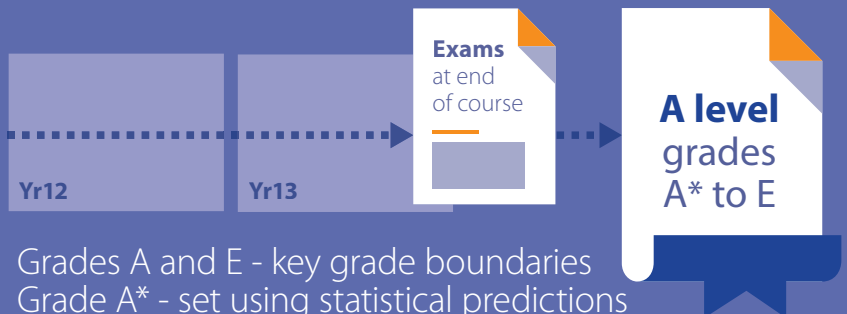 Exams
at end
of course
A level
grades
A* to E
Yr12
Yr13
Grades A and E - key grade boundaries
Grade A* - set using statistical predictions